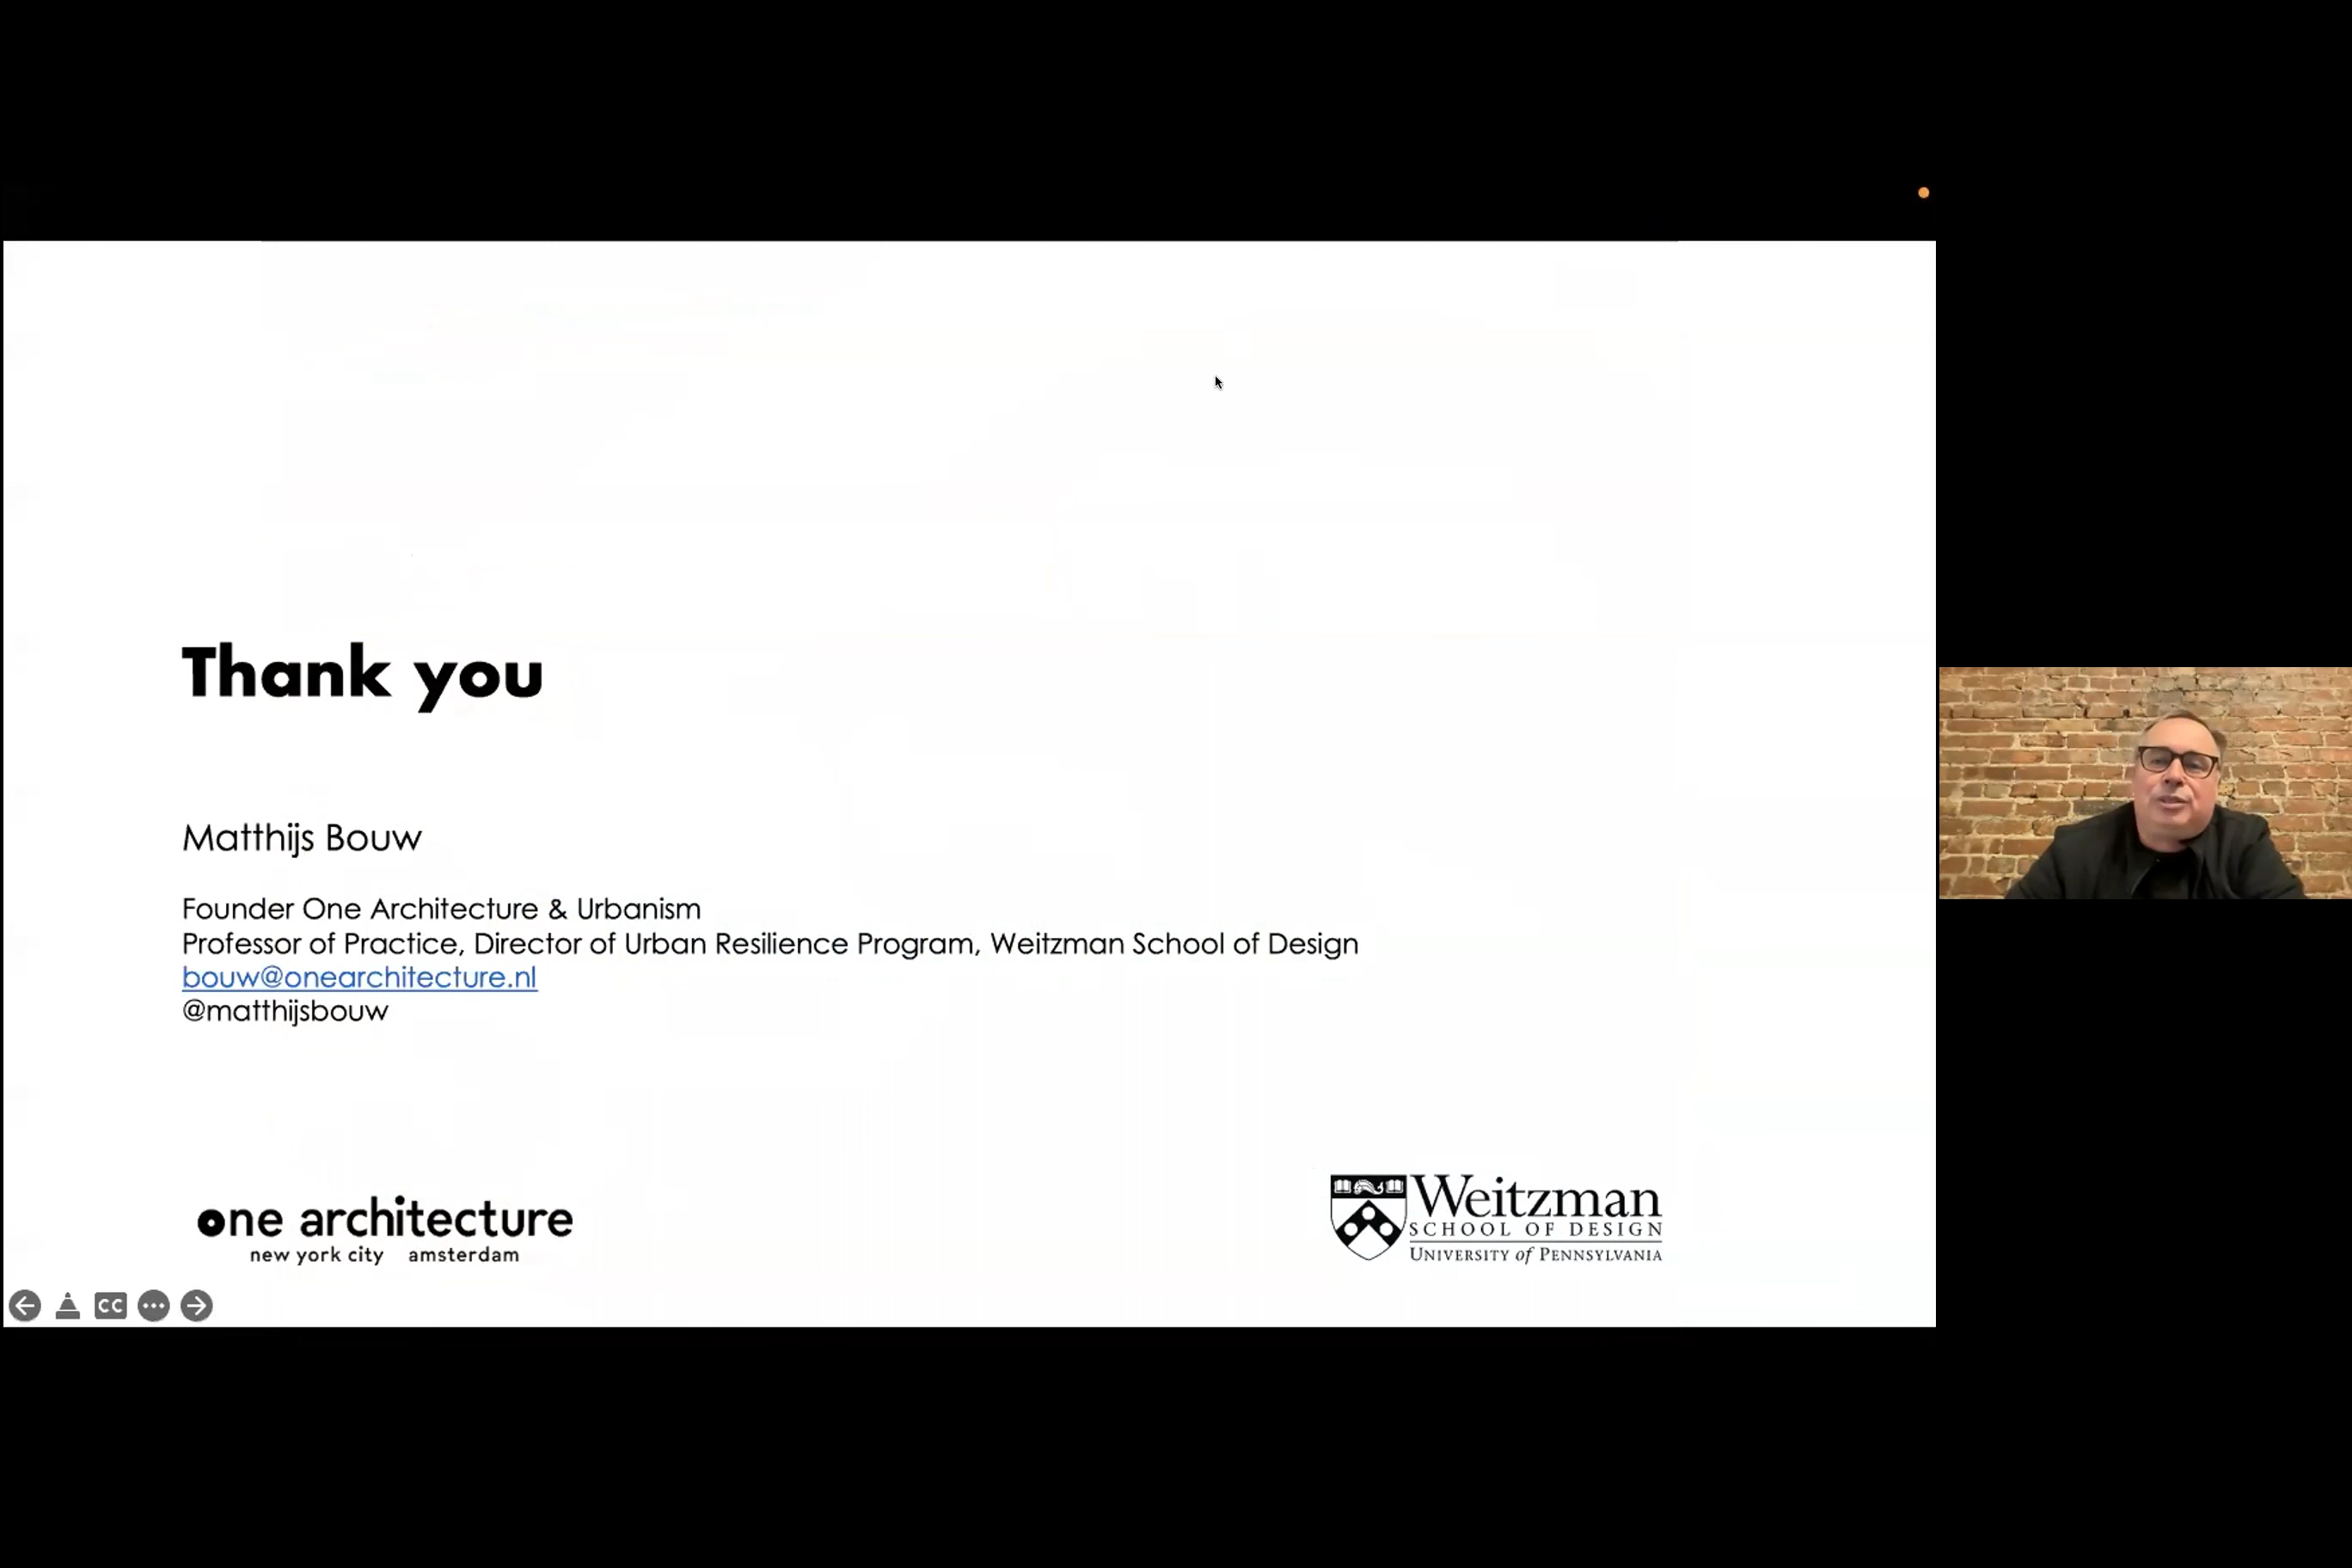 Thank you
Matthijs Bouw
Founder One Architecture & Urbanism
Professor of Practice, Director of Urban Resilience Program, Weitzman School of Design
bouw@onearchitecture.nl
@matthijsbouw
one architecture
new york city amsterdam
Weitzman
SCHOOL OF DESIGN
UNIVERSITY of PENNSYLVANIA
CC